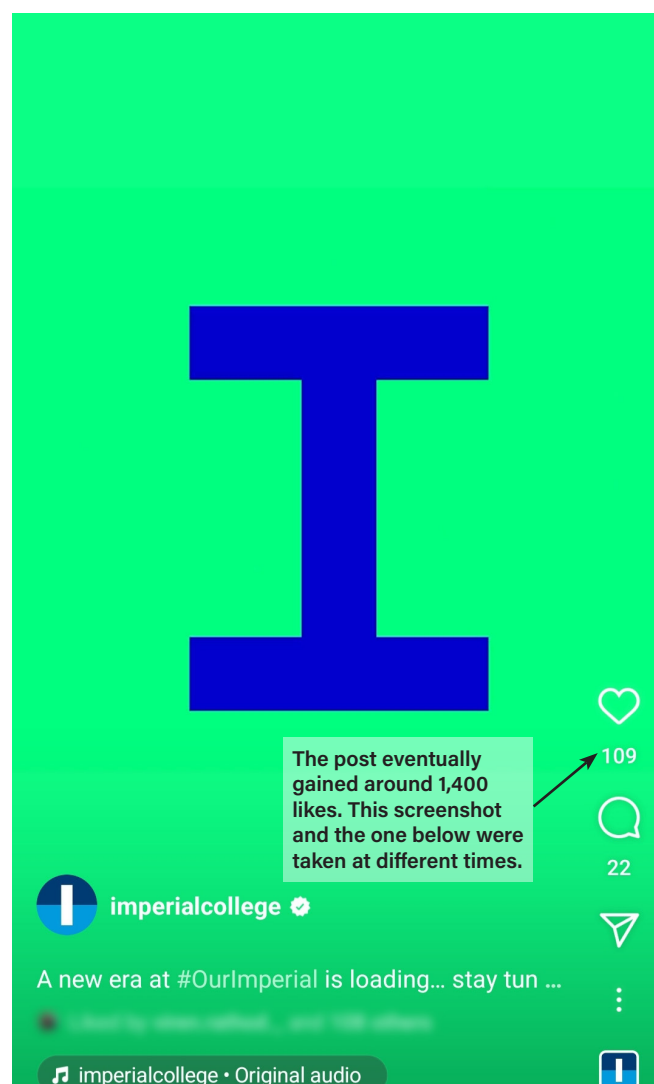 I
109
The post eventually
gained around 1,400
likes. This screenshot
and the one below were
taken at different times.
22
imperialcollege
A new era at #OurImperial is loading... stay tun ...
imperialcollege • Original audio